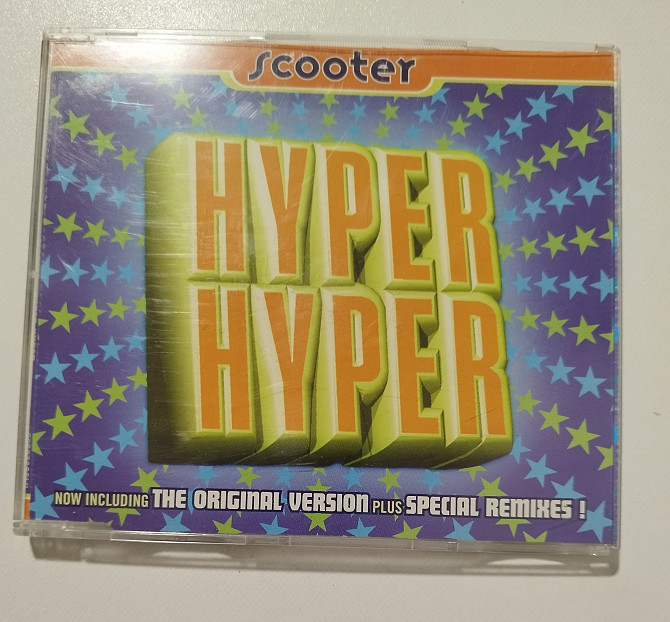 scooter
HYPER
HYPER
NOW INCLUDING THE ORIGINAL VERSION PLUS SPECIAL REMIXES !